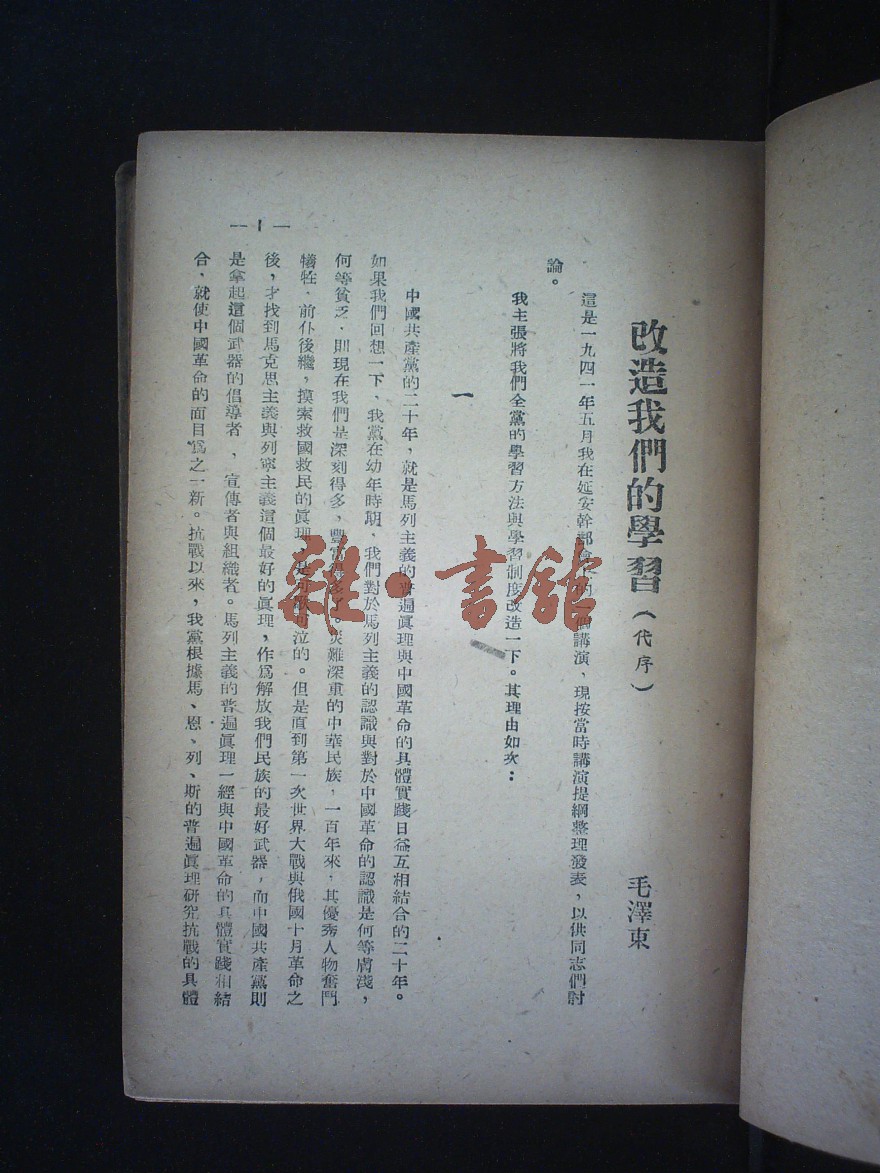 改造我們的學習(代序)
毛澤東
這是一九四一年五月我在延安幹部會 的一個講演、現按當時講演提綱整理發表，以供同志們討
論。
我主張將我們全黨的學習方法與學習制度改造一下。其理由如次：
一
中國共產黨的二十年，就是馬列主義的普遍眞理與中國革命的具體實踐日益互相結合的二十年。
如果我們回想一下、我黨在幼年時期、我們對於馬列主義的認識與對於中國革命的認識是何等膚淺，
何等貧乏．則現在我們是深刻得多，豐富得多了。災難深重的中華民族，一百年來，其優秀人物奮鬥
犧牲．前仆後繼，摸索救國救民的眞理，是可歌可泣的。但是直到第一次世界大戰與俄國十月革命之
後，才找到馬克思主義與列寧主義這個最好的眞理，作爲解放我們民族的最好武器，而中國共產黨則
是拿起這個武器的倡導者、宣傳者與組織者。馬列主義的普遍眞理一經與中國革命的具體實踐相結
合，就使中國革命的面目爲之一新。抗戰以來，我黨根據馬、恩、列、斯的普遍眞理研究抗戰的具體
— 1 —
雜·書館